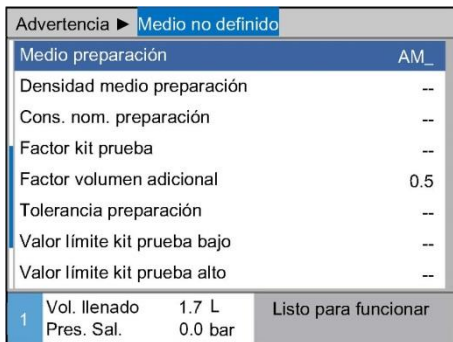 Advertencia ► Medio no definido
Medio preparación AM_
Densidad medio preparación --
Cons. nom. preparación --
Factor kit prueba --
Factor volumen adicional 0.5
Tolerancia preparación --
Valor límite kit prueba bajo --
Valor límite kit prueba alto --
1 Vol. llenado 1.7 L Listo para funcionar
Pres. Sal. 0.0 bar